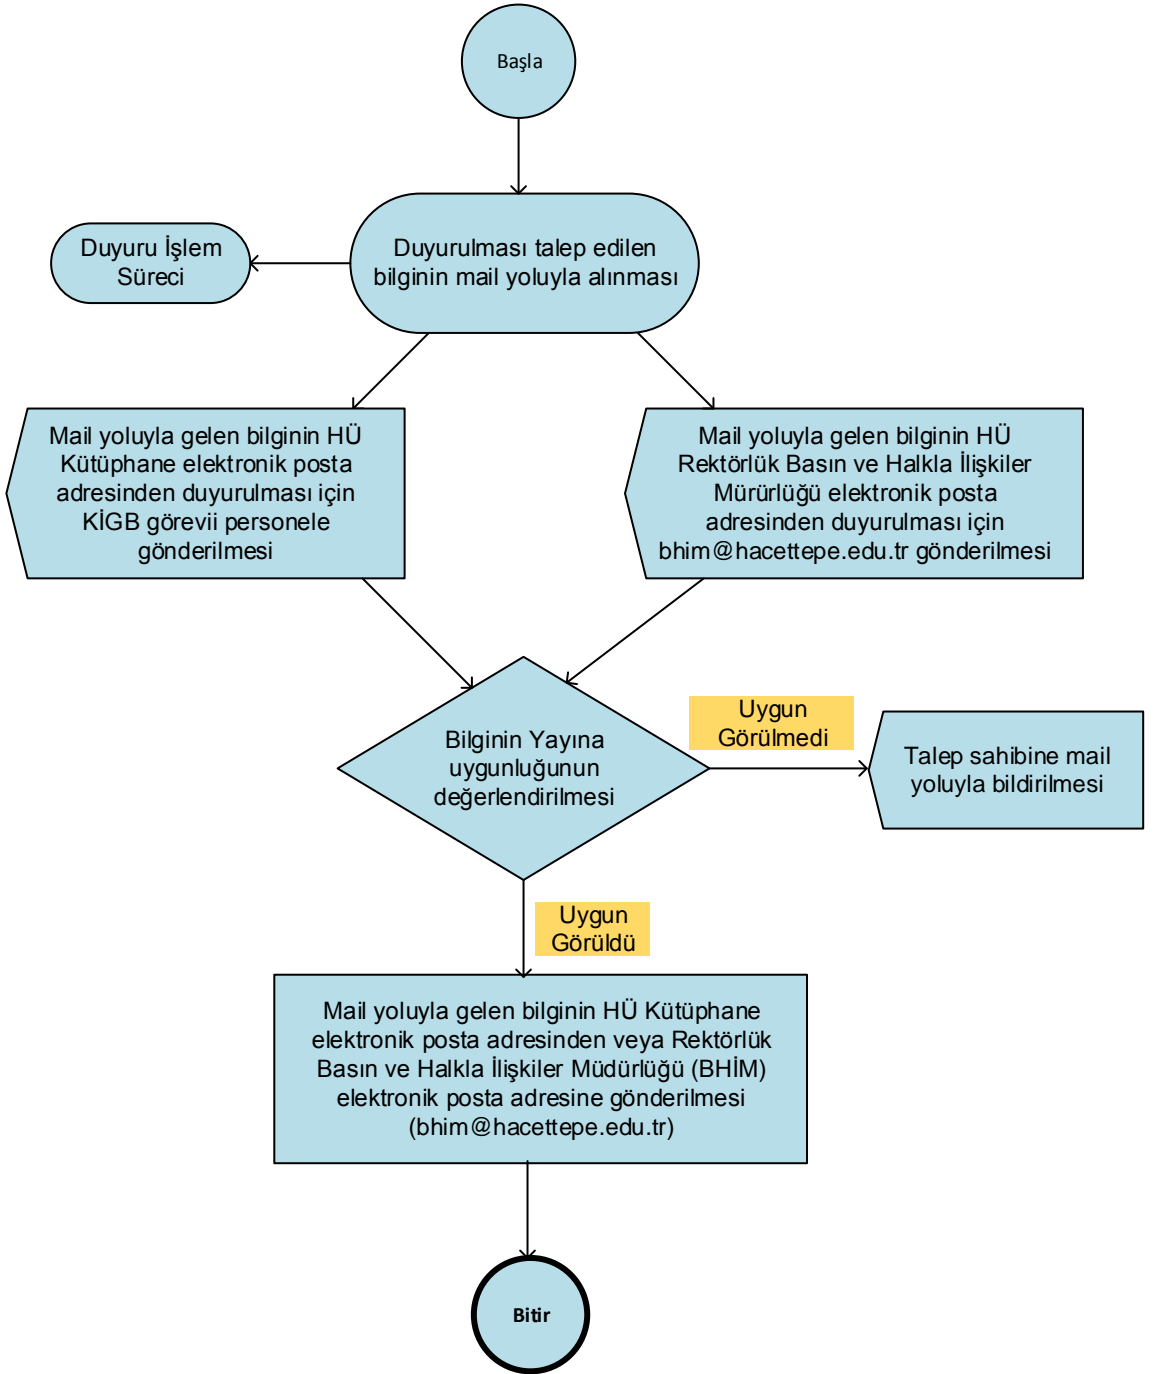 Başla
Duyuru İşlem
Süreci
Duyurulması talep edilen
bilginin mail yoluyla alınması
Mail yoluyla gelen bilginin HÜ
Kütüphane elektronik posta
adresinden duyurulması için
KİGB görevii personele
gönderilmesi
Mail yoluyla gelen bilginin HÜ
Rektörlük Basın ve Halkla İlişkiler
Mürürlüğü elektronik posta
adresinden duyurulması için
bhim@hacettepe.edu.tr gönderilmesi
Bilginin Yayına
uygunluğunun
değerlendirilmesi
Uygun
Görülmedi
Talep sahibine mail
yoluyla bildirilmesi
Uygun
Görüldü
Mail yoluyla gelen bilginin HÜ Kütüphane
elektronik posta adresinden veya Rektörlük
Basın ve Halkla İlişkiler Müdürlüğü (BHİM)
elektronik posta adresine gönderilmesi
(bhim@hacettepe.edu.tr)
Bitir